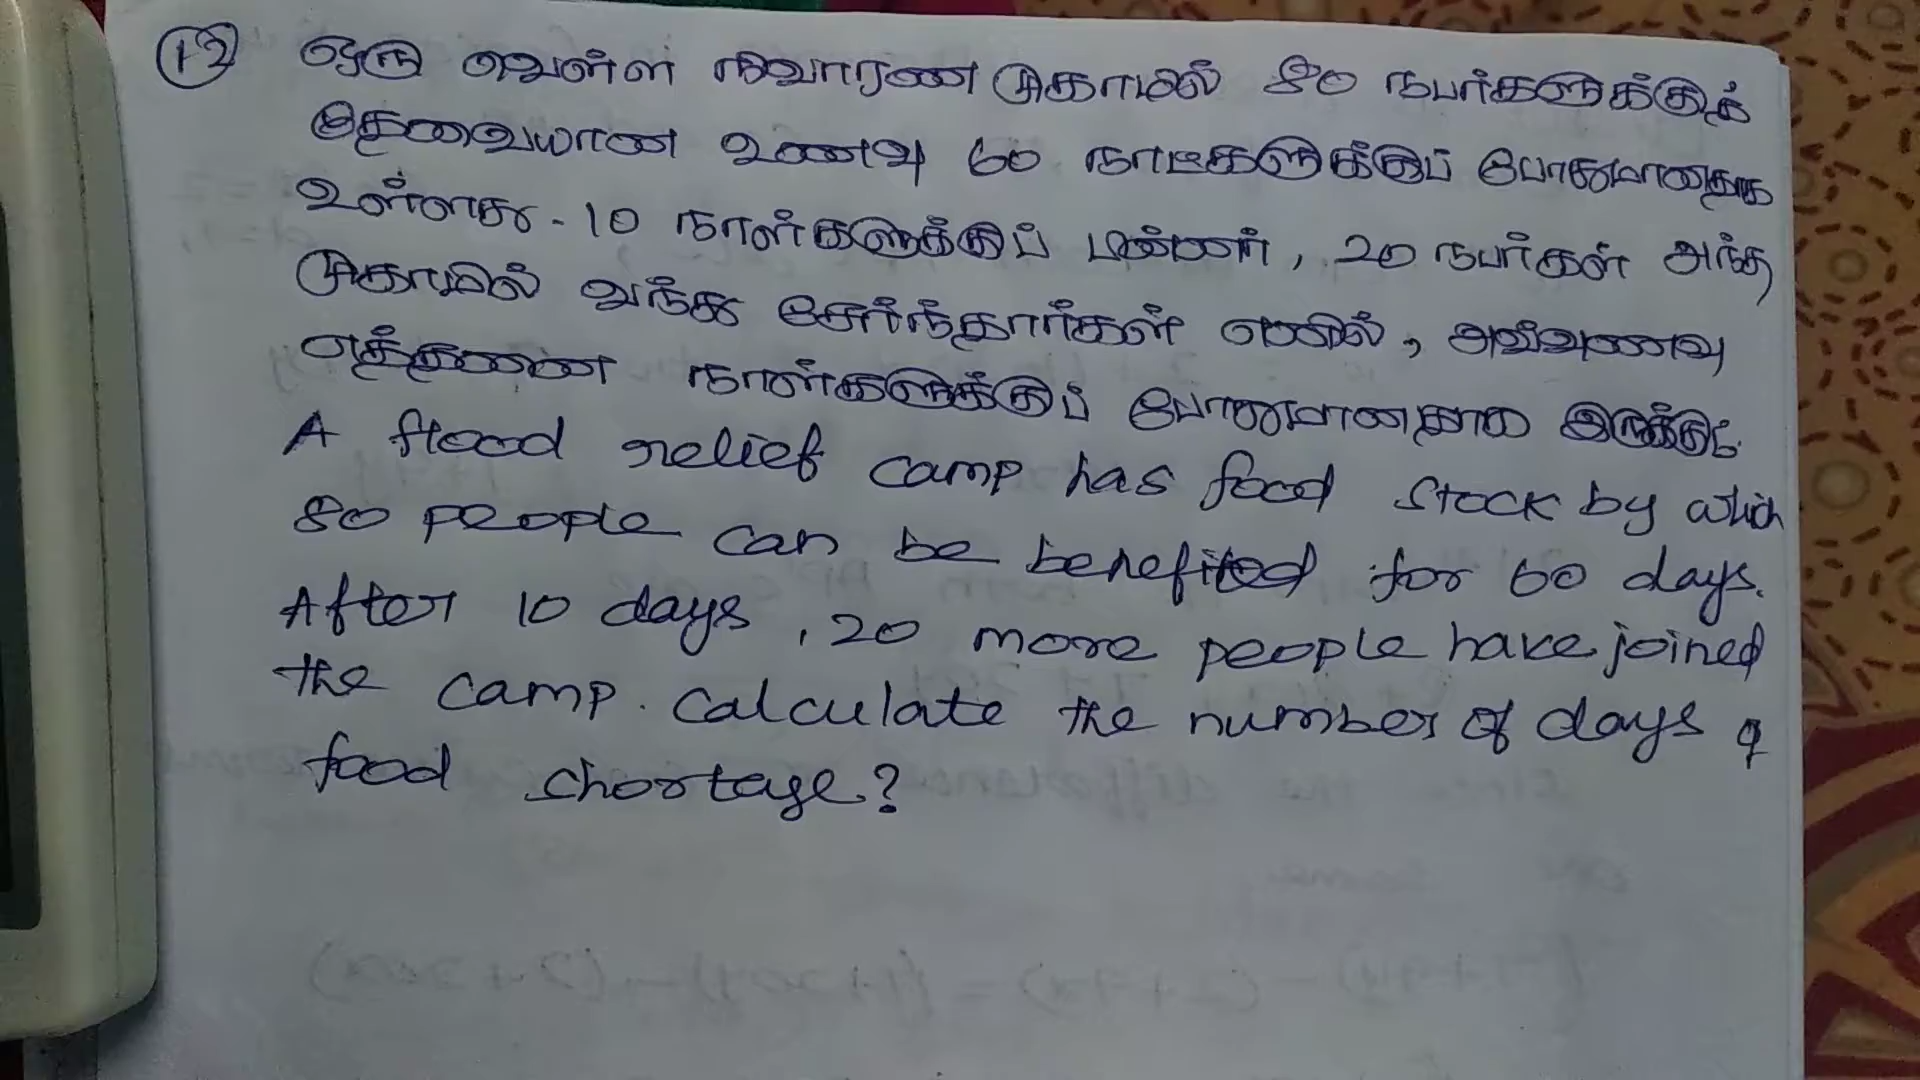 12 ஒரு வெள்ள நிவாரண முகாமில் 80 நபர்களுக்குத்
தேவையான உணவு 60 நாட்களுக்குப் போதுமானதாக
உள்ளது. 10 நாள்களுக்குப் பின்னர், 20 நபர்கள் அந்த
முகாமில் வந்து சேர்ந்தார்கள் எனில், அவ்வுணவு
எத்தனை நாள்களுக்குப் போதுமானதாக இருக்கும்.
A flood relief camp has food stock by which
80 people can be benefited for 60 days.
After 10 days, 20 more people have joined
the camp. calculate the number of days of
food shortage?